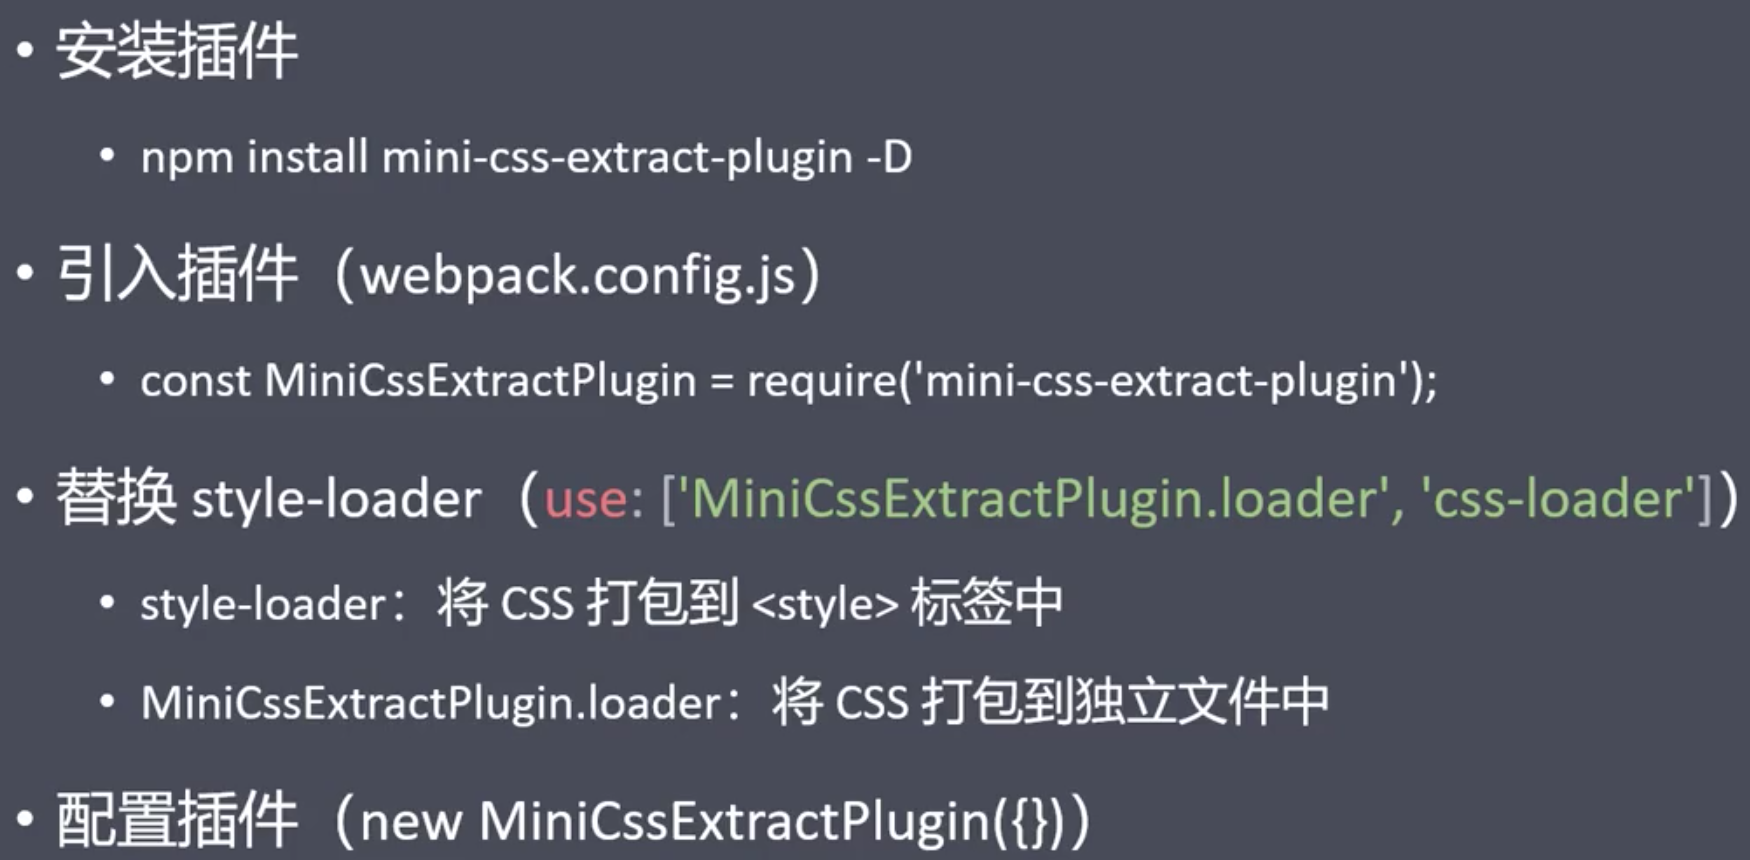 • 安装插件
• npm install mini-css-extract-plugin -D
• 引入插件（webpack.config.js）
• const MiniCssExtractPlugin = require('mini-css-extract-plugin');
• 替换 style-loader（use: ['MiniCssExtractPlugin.loader', 'css-loader']）
• style-loader：将 CSS 打包到 <style> 标签中
• MiniCssExtractPlugin.loader：将 CSS 打包到独立文件中
• 配置插件（new MiniCssExtractPlugin({})）